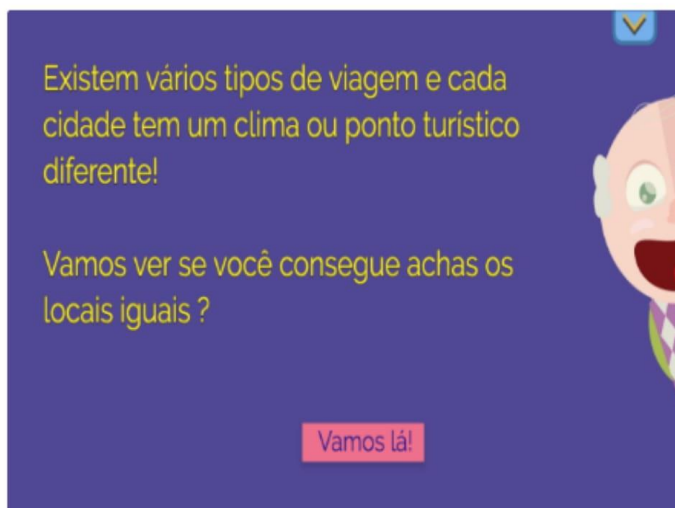 Existem vários tipos de viagem e cada
cidade tem um clima ou ponto turístico
diferente!
Vamos ver se você consegue achas os
locais iguais ?
Vamos lá!